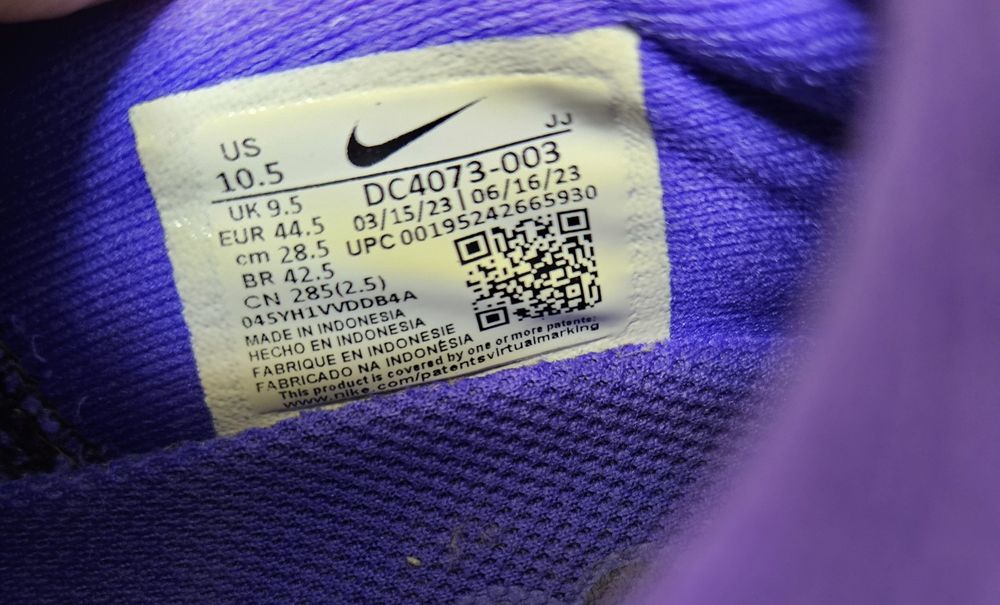 JJ
US
10.5
DC4073-003
UK 9.5
03/15/23 | 06/16/23
EUR 44.5
UPC 00195242665930
cm 28.5
BR 42.5
CN 285(2.5)
045YH1VVDDB4A
MADE IN INDONESIA
HECHO EN INDONESIA
FABRIQUE EN INDONESIE
FABRICADO NA INDONÉSIA
This product is covered by one or more patents:
www.nike.com/patentsvirtualmarking